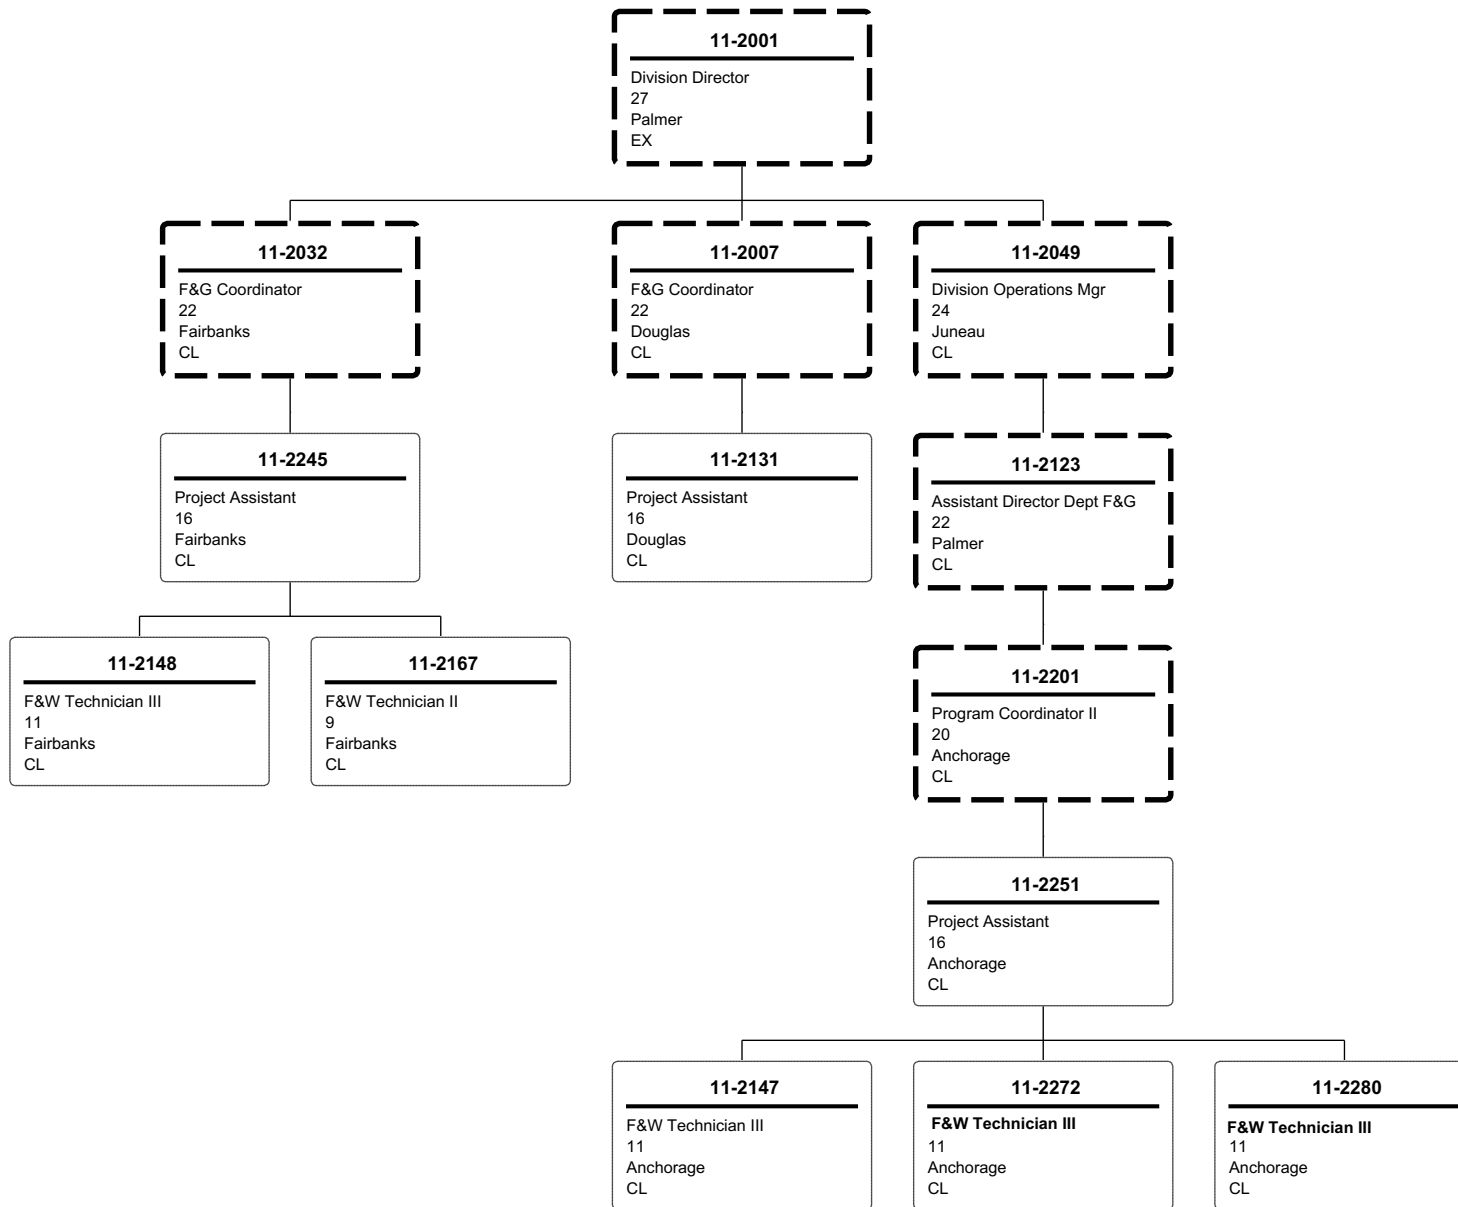 11-2001
Division Director
27
Palmer
EX
11-2032
F&G Coordinator
22
Fairbanks
CL
11-2007
F&G Coordinator
22
Douglas
CL
11-2049
Division Operations Mgr
24
Juneau
CL
11-2245
Project Assistant
16
Fairbanks
CL
11-2131
Project Assistant
16
Douglas
CL
11-2123
Assistant Director Dept F&G
22
Palmer
CL
11-2148
F&W Technician III
11
Fairbanks
CL
11-2167
F&W Technician II
9
Fairbanks
CL
11-2201
Program Coordinator II
20
Anchorage
CL
11-2251
Project Assistant
16
Anchorage
CL
11-2147
F&W Technician III
11
Anchorage
CL
11-2272
F&W Technician III
11
Anchorage
CL
11-2280
F&W Technician III
11
Anchorage
CL